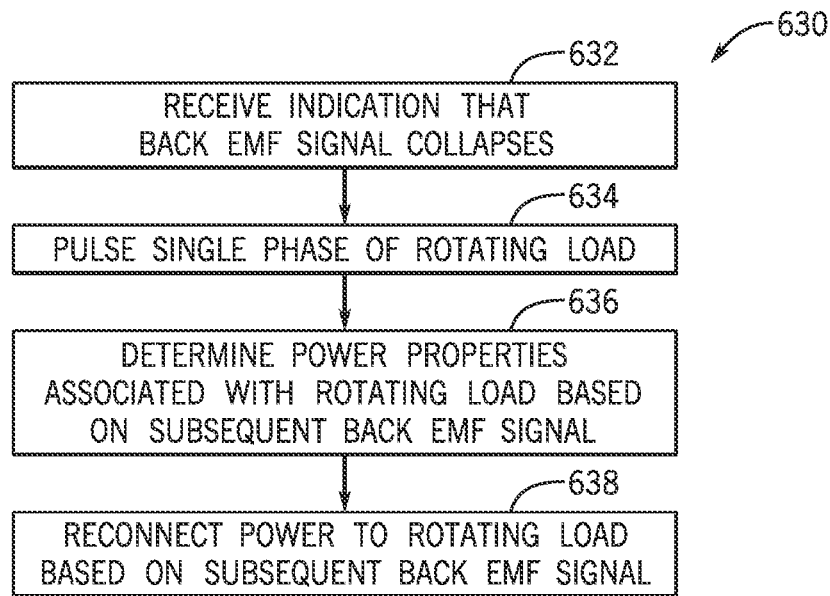 630
632
RECEIVE INDICATION THAT
BACK EMF SIGNAL COLLAPSES
634
PULSE SINGLE PHASE OF ROTATING LOAD
636
DETERMINE POWER PROPERTIES
ASSOCIATED WITH ROTATING LOAD BASED
ON SUBSEQUENT BACK EMF SIGNAL
638
RECONNECT POWER TO ROTATING LOAD
BASED ON SUBSEQUENT BACK EMF SIGNAL